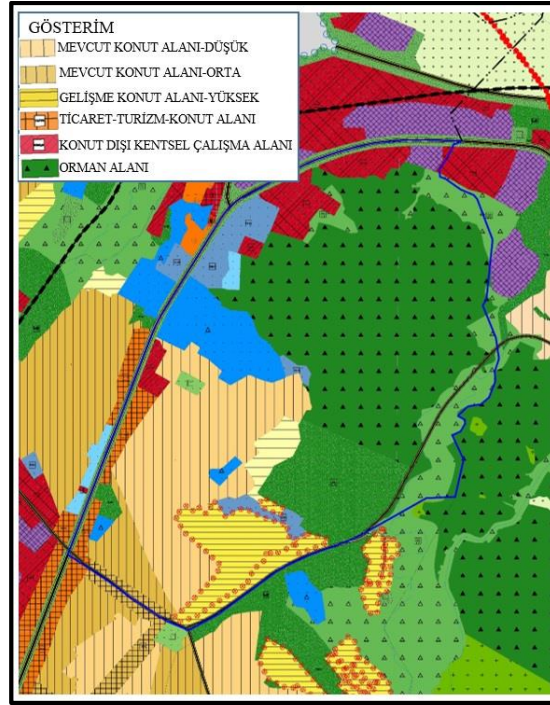 GÖSTERİM
MEVCUT KONUT ALANI-DÜŞÜK
MEVCUT KONUT ALANI-ORTA
GELİŞME KONUT ALANI-YÜKSEK
TİCARET-TURİZM-KONUT ALANI
KONUT DIŞI KENTSEL ÇALIŞMA ALANI
ORMAN ALANI